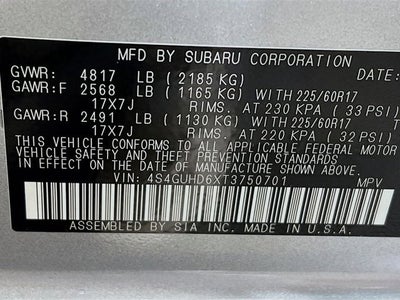 MFD BY SUBARU CORPORATION
GVWR: 4817 LB (2185 KG) DATE:
GAWR:F 2568 LB (1165 KG) WITH 225/60R17
17X7J RIMS. AT 230 KPA (33 PSI)
GAWR:R 2491 LB (1130 KG) WITH 225/60R17
17X7J RIMS. AT 220 KPA (32 PSI)
THIS VEHICLE CONFORMS TO ALL APPLICABLE FEDERAL MOTOR
VEHICLE SAFETY AND THEFT PREVENTION STANDARDS
IN EFFECT ON THE DATE OF MANUFACTURE SHOWN ABOVE.
VIN: 4S4GUHD6XT3750701 MPV
ASSEMBLED BY SIA INC. IN U.S.A.